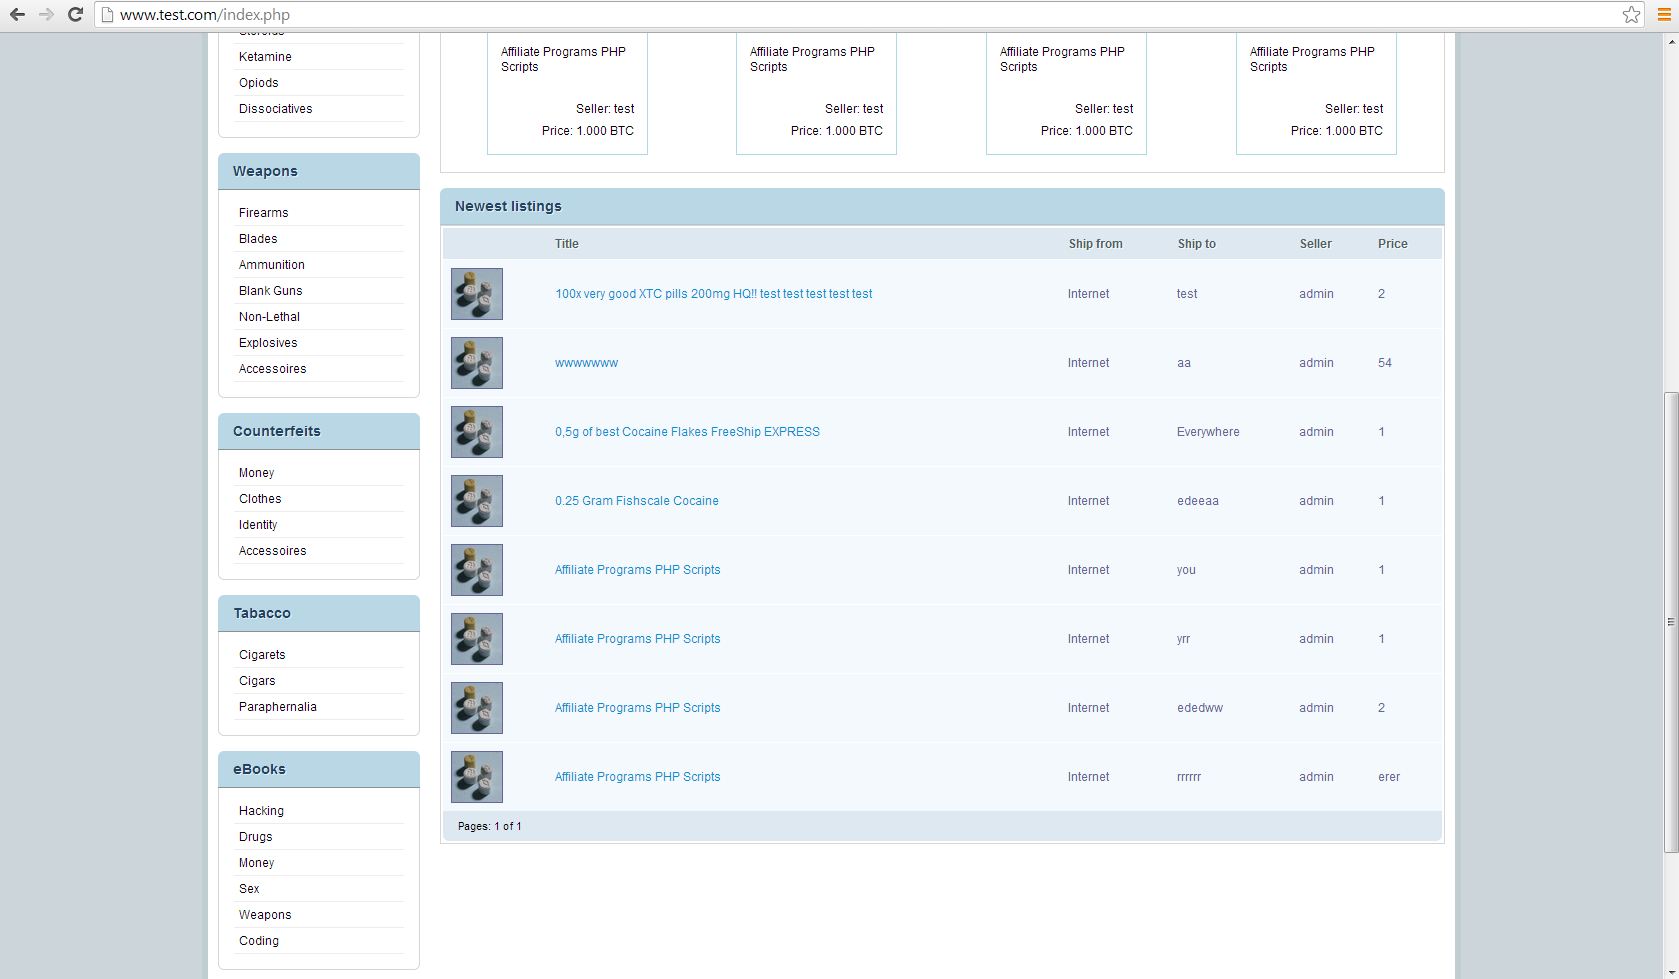 www.test.com/index.php
Steroids
Ketamine
Opiods
Dissociatives
Weapons
Firearms
Blades
Ammunition
Blank Guns
Non-Lethal
Explosives
Accessoires
Counterfeits
Money
Clothes
Identity
Accessoires
Tabacco
Cigarets
Cigars
Paraphernalia
eBooks
Hacking
Drugs
Money
Sex
Weapons
Coding
Affiliate Programs PHP
Scripts
Seller: test
Price: 1.000 BTC
Affiliate Programs PHP
Scripts
Seller: test
Price: 1.000 BTC
Affiliate Programs PHP
Scripts
Seller: test
Price: 1.000 BTC
Affiliate Programs PHP
Scripts
Seller: test
Price: 1.000 BTC
Newest listings
Title Ship from Ship to Seller Price
100x very good XTC pills 200mg HQ!! test test test test test Internet test admin 2
wwwwwww Internet aa admin 54
0,5g of best Cocaine Flakes FreeShip EXPRESS Internet Everywhere admin 1
0.25 Gram Fishscale Cocaine Internet edeeaa admin 1
Affiliate Programs PHP Scripts Internet you admin 1
Affiliate Programs PHP Scripts Internet yrr admin 1
Affiliate Programs PHP Scripts Internet ededww admin 2
Affiliate Programs PHP Scripts Internet rrrrrr admin erer
Pages: 1 of 1